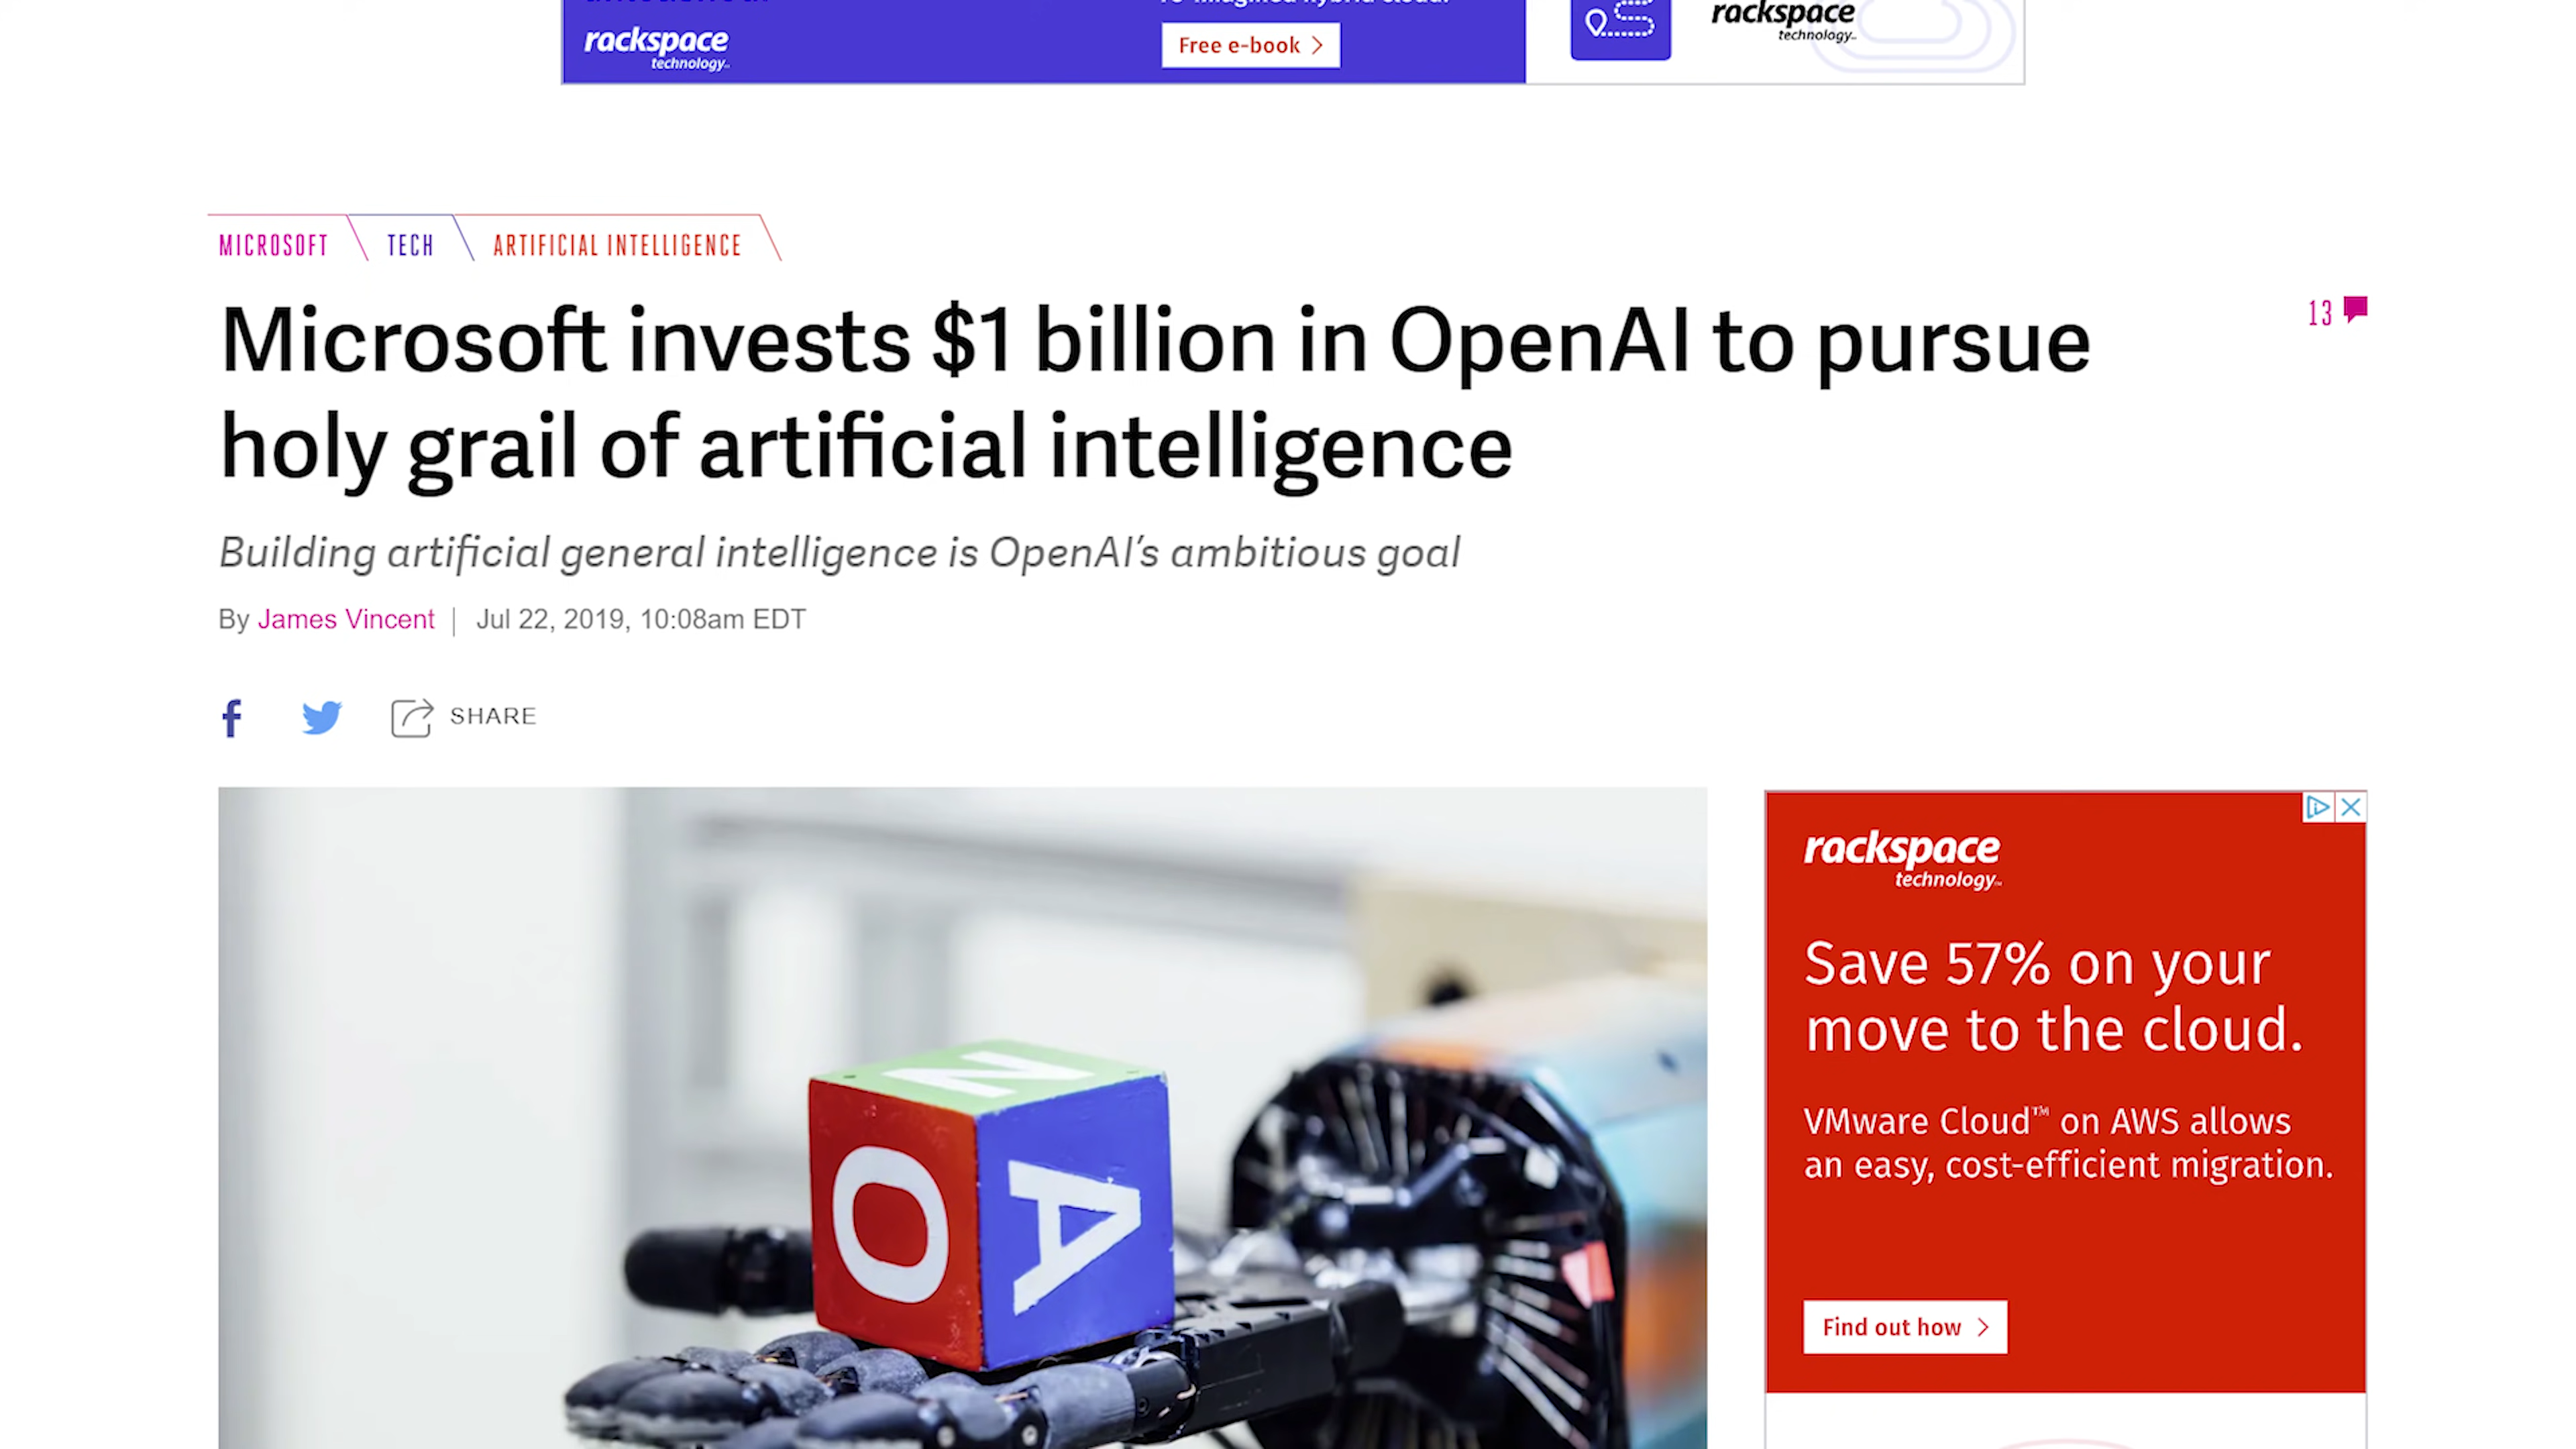 rackspace
technology
Free e-book
rackspace
technology
MICROSOFT
TECH
ARTIFICIAL INTELLIGENCE
Microsoft invests $1 billion in OpenAI to pursue
holy grail of artificial intelligence
13
Building artificial general intelligence is OpenAI's ambitious goal
By James Vincent | Jul 22, 2019, 10:08am EDT
SHARE
N
O
A
rackspace
technology™
Save 57% on your
move to the cloud.
VMware Cloud™ on AWS allows
an easy, cost-efficient migration.
Find out how